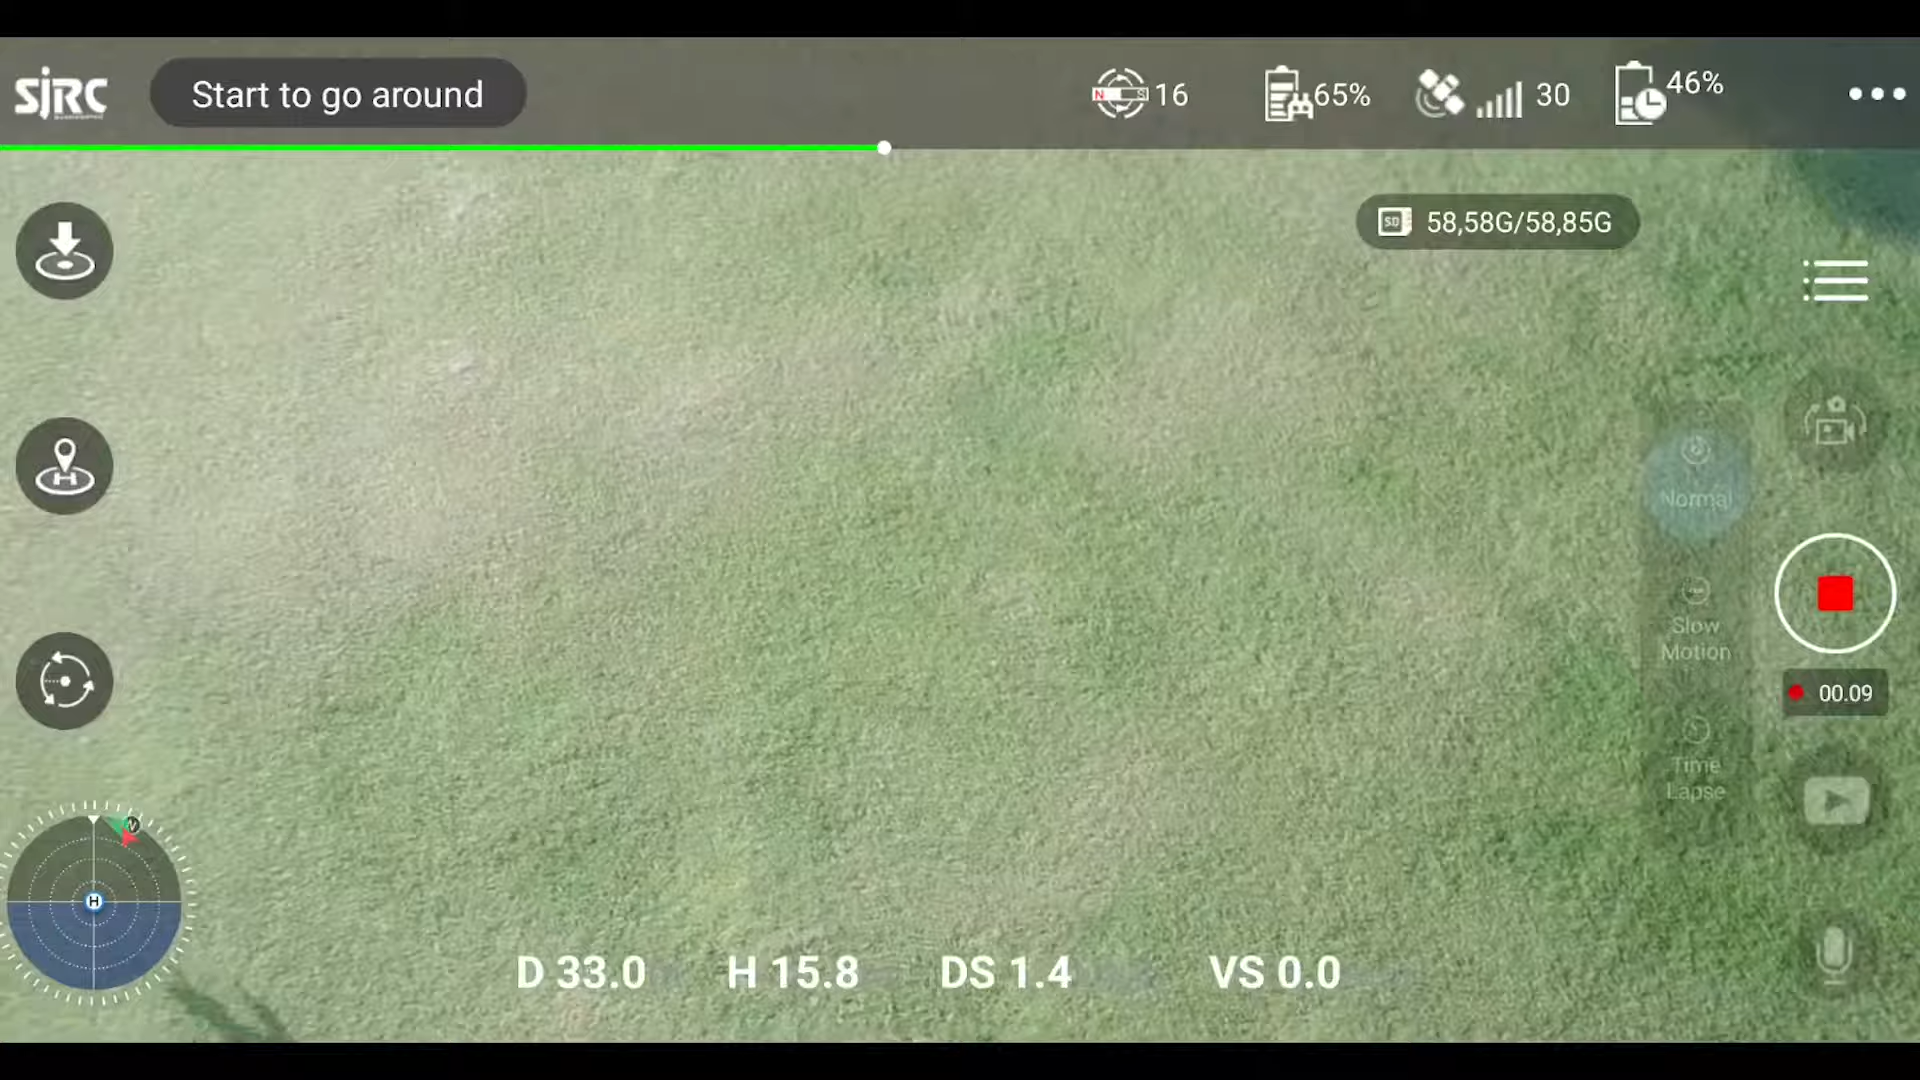 SJRC
Start to go around
N S 16
65%
30
46%
SD 58,58G/58,85G
Normal
Slow
Motion
00.09
Time
Lapse
H
D 33.0 H 15.8 DS 1.4 VS 0.0